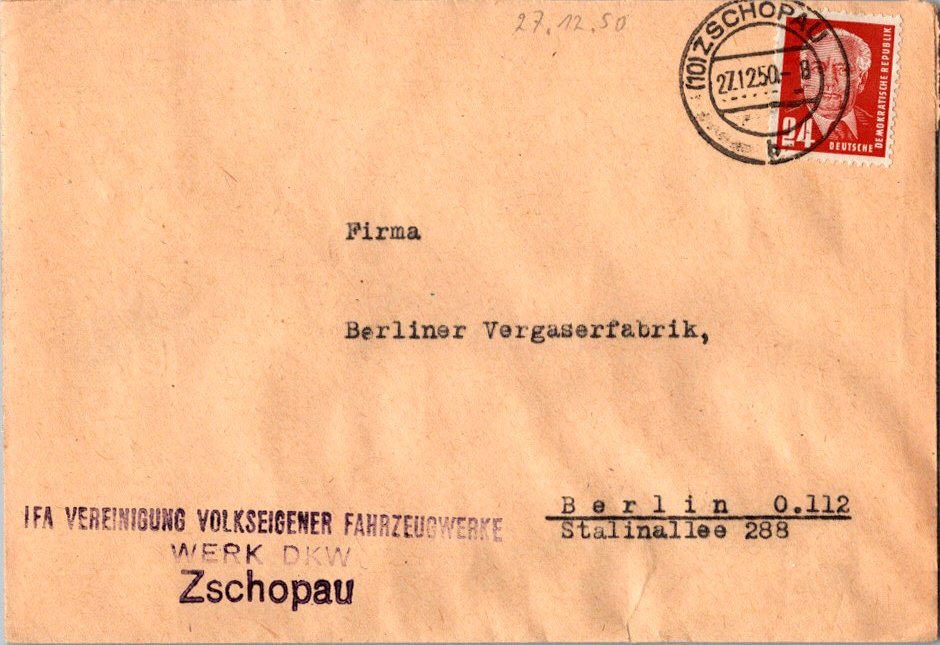 27.12.50
(10) ZSCHOPAU
27.12.50.- 8
b
24
DEUTSCHE
DEMOKRATISCHE REPUBLIK
Firma
Berliner Vergaserfabrik,
Berlin O.112
Stalinallee 288
IFA VEREINIGUNG VOLKSEIGENER FAHRZEUGWERKE
WERK DKW
Zschopau